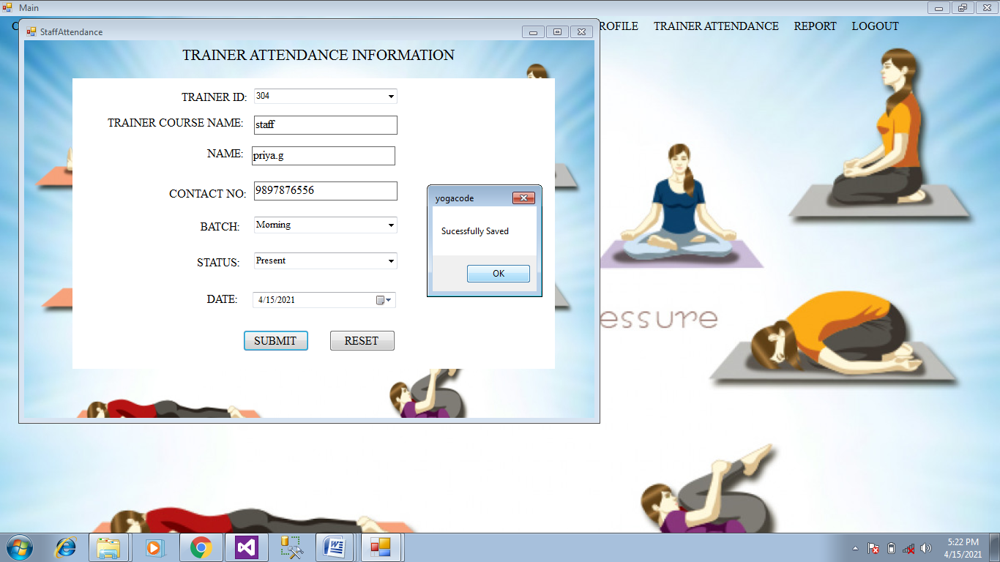 Main
ROFILE TRAINER ATTENDANCE REPORT LOGOUT
StaffAttendance
TRAINER ATTENDANCE INFORMATION
TRAINER ID: 304
TRAINER COURSE NAME: staff
NAME: priya.g
CONTACT NO: 9897876556
BATCH: Morning
STATUS: Present
DATE: 4/15/2021
SUBMIT RESET
yogacode
Sucessfully Saved
OK
essure
5:22 PM
4/15/2021